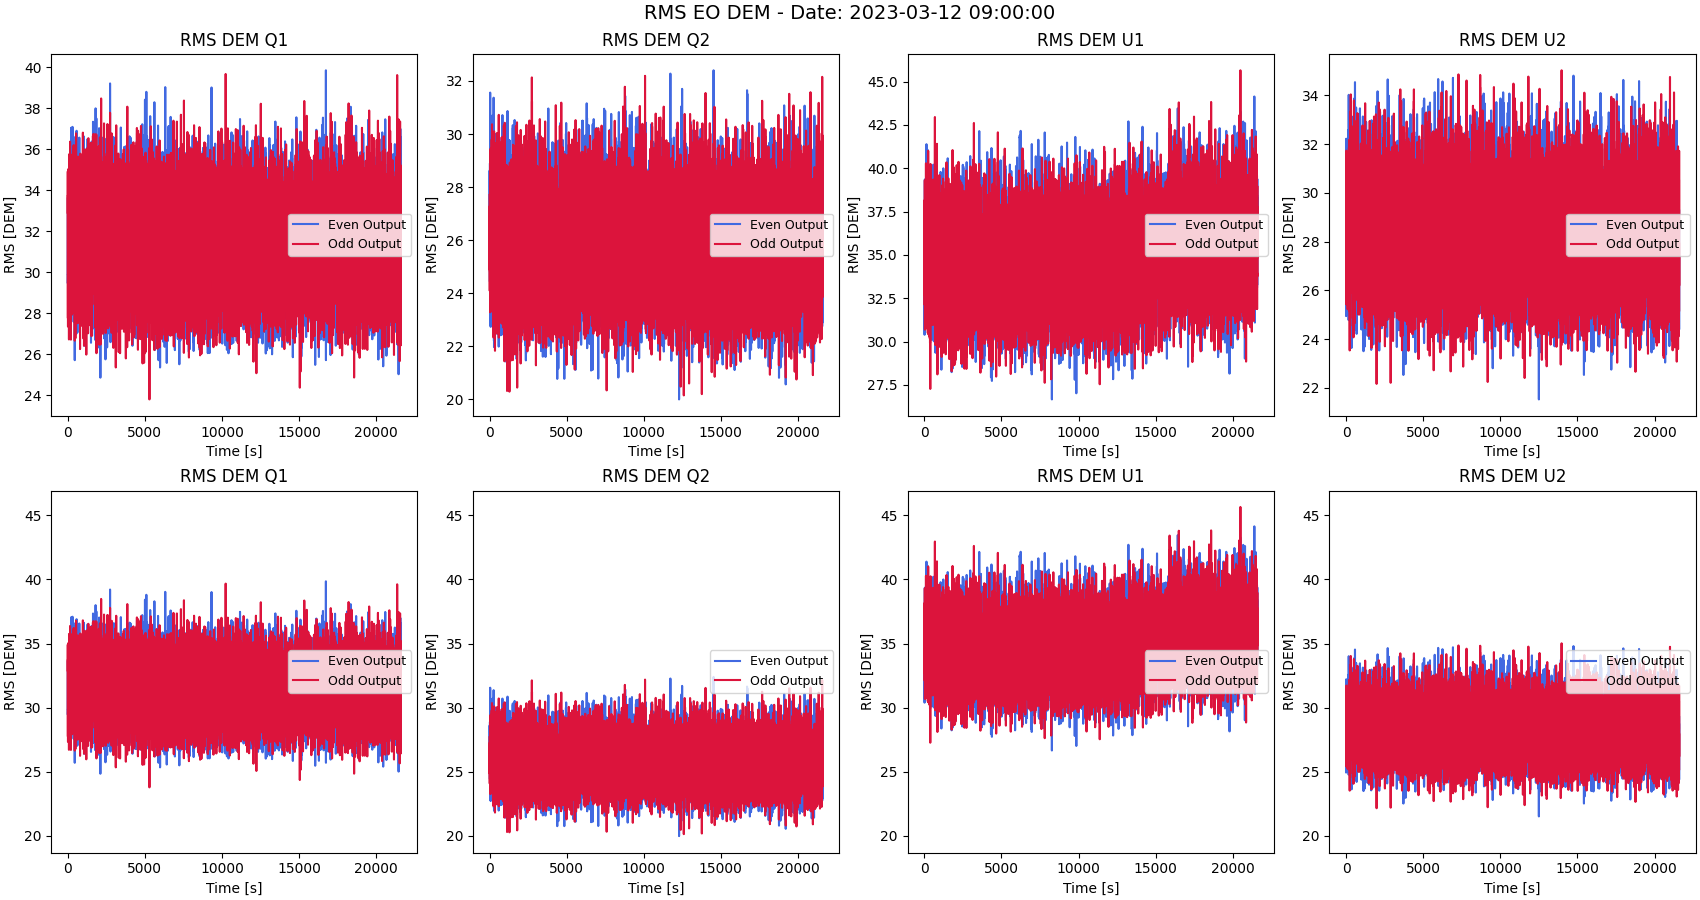 RMS EO DEM - Date: 2023-03-12 09:00:00
RMS DEM Q1
RMS [DEM]
40
38
36
34
32
30
28
26
24
0 5000 10000 15000 20000
Time [s]
Even Output
Odd Output
RMS DEM Q2
RMS [DEM]
32
30
28
26
24
22
20
0 5000 10000 15000 20000
Time [s]
Even Output
Odd Output
RMS DEM U1
RMS [DEM]
45.0
42.5
40.0
37.5
35.0
32.5
30.0
27.5
0 5000 10000 15000 20000
Time [s]
Even Output
Odd Output
RMS DEM U2
RMS [DEM]
34
32
30
28
26
24
22
0 5000 10000 15000 20000
Time [s]
Even Output
Odd Output
RMS DEM Q1
RMS [DEM]
45
40
35
30
25
20
0 5000 10000 15000 20000
Time [s]
Even Output
Odd Output
RMS DEM Q2
RMS [DEM]
45
40
35
30
25
20
0 5000 10000 15000 20000
Time [s]
Even Output
Odd Output
RMS DEM U1
RMS [DEM]
45
40
35
30
25
20
0 5000 10000 15000 20000
Time [s]
Even Output
Odd Output
RMS DEM U2
RMS [DEM]
45
40
35
30
25
20
0 5000 10000 15000 20000
Time [s]
Even Output
Odd Output